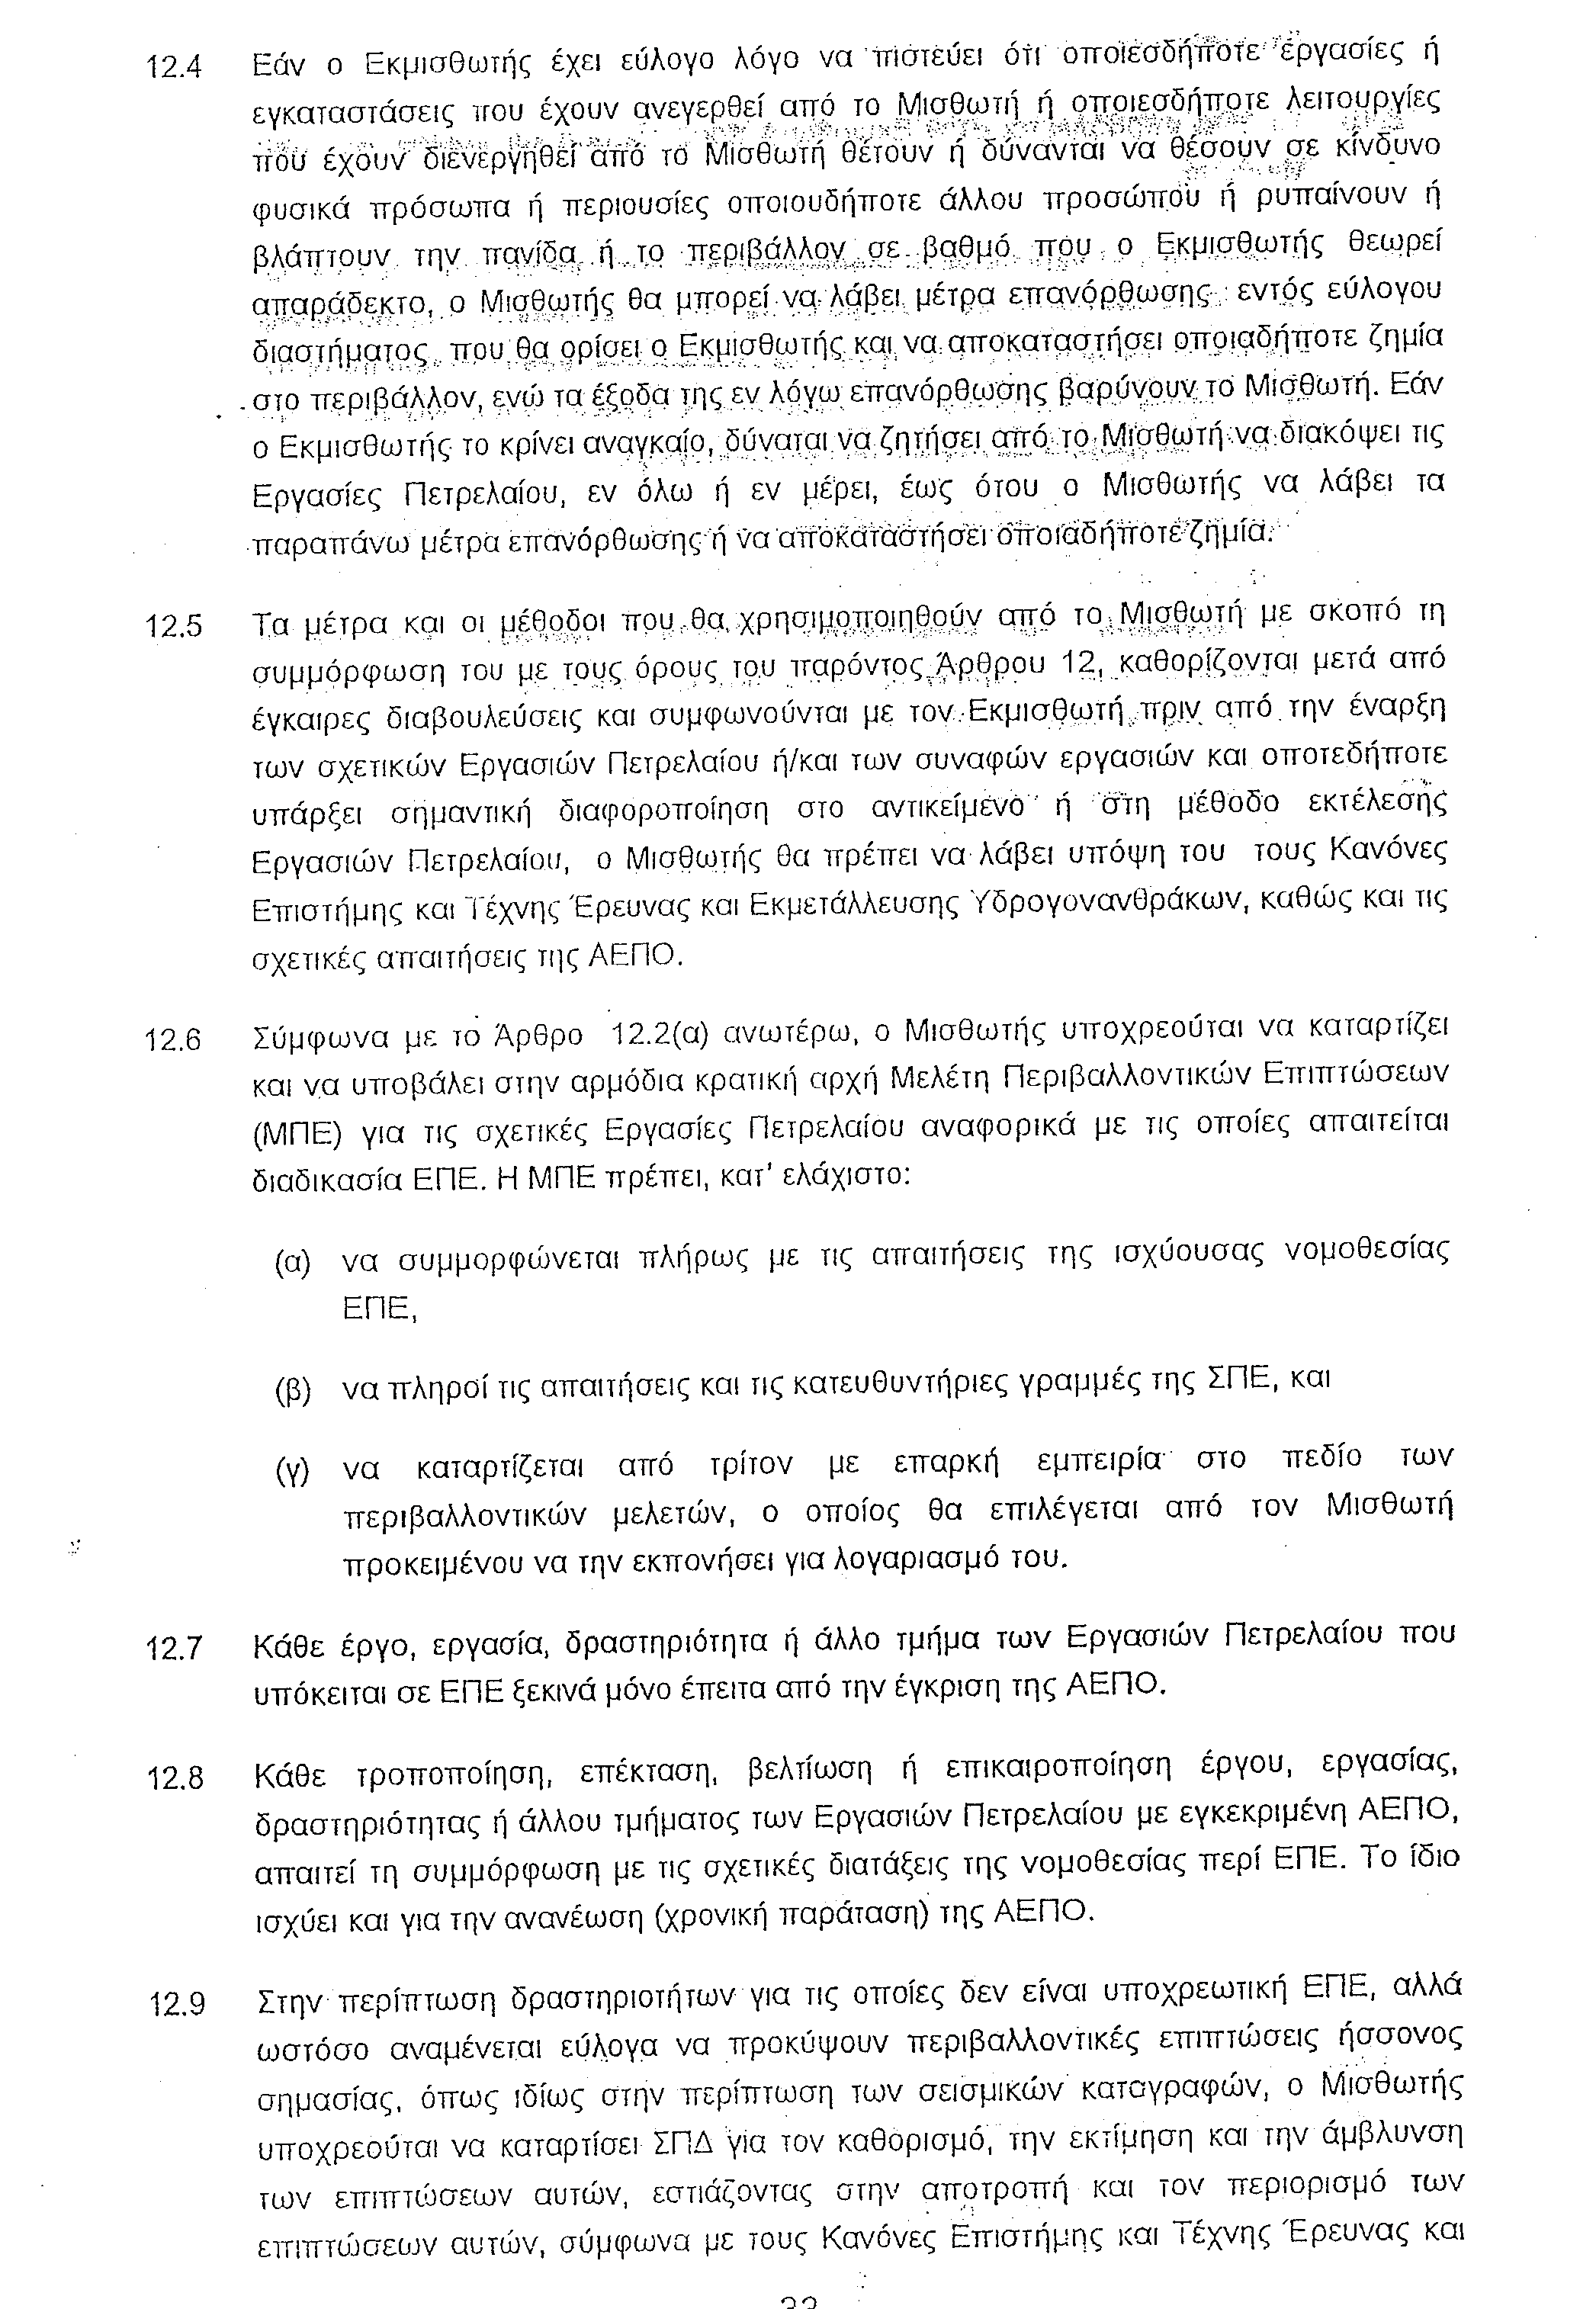 12.4 Εάν ο Εκμισθωτής έχει εύλογο λόγο να πιστεύει ότι οποιεσδήποτε εργασίες ή
εγκαταστάσεις που έχουν ανεγερθεί από το Μισθωτή ή οποιεσδήποτε λειτουργίες
που έχουν διενεργηθεί από το Μισθωτή θέτουν ή δύνανται να θέσουν σε κίνδυνο
φυσικά πρόσωπα ή περιουσίες οποιουδήποτε άλλου προσώπου ή ρυπαίνουν ή
βλάπτουν την πανίδα ή το περιβάλλον σε βαθμό που ο Εκμισθωτής θεωρεί
απαράδεκτο, ο Μισθωτής θα μπορεί να λάβει μέτρα επανόρθωσης εντός εύλογου
διαστήματος που θα ορίσει ο Εκμισθωτής και να αποκαταστήσει οποιαδήποτε ζημία
στο περιβάλλον, ενώ τα έξοδα της εν λόγω επανόρθωσης βαρύνουν το Μισθωτή. Εάν
ο Εκμισθωτής το κρίνει αναγκαίο, δύναται να ζητήσει από το Μισθωτή να διακόψει τις
Εργασίες Πετρελαίου, εν όλω ή εν μέρει, έως ότου ο Μισθωτής να λάβει τα
παραπάνω μέτρα επανόρθωσης ή να αποκαταστήσει οποιαδήποτε ζημία.
12.5 Τα μέτρα και οι μέθοδοι που θα χρησιμοποιηθούν από το Μισθωτή με σκοπό τη
συμμόρφωση του με τους όρους του παρόντος Άρθρου 12, καθορίζονται μετά από
έγκαιρες διαβουλεύσεις και συμφωνούνται με τον Εκμισθωτή πριν από την έναρξη
των σχετικών Εργασιών Πετρελαίου ή/και των συναφών εργασιών και οποτεδήποτε
υπάρξει σημαντική διαφοροποίηση στο αντικείμενο ή στη μέθοδο εκτέλεσης
Εργασιών Πετρελαίου, ο Μισθωτής θα πρέπει να λάβει υπόψη του τους Κανόνες
Επιστήμης και Τέχνης Έρευνας και Εκμετάλλευσης Υδρογονανθράκων, καθώς και τις
σχετικές απαιτήσεις της ΑΕΠΟ.
12.6 Σύμφωνα με το Άρθρο 12.2(α) ανωτέρω, ο Μισθωτής υποχρεούται να καταρτίζει
και να υποβάλει στην αρμόδια κρατική αρχή Μελέτη Περιβαλλοντικών Επιπτώσεων
(ΜΠΕ) για τις σχετικές Εργασίες Πετρελαίου αναφορικά με τις οποίες απαιτείται
διαδικασία ΕΠΕ. Η ΜΠΕ πρέπει, κατ' ελάχιστο:
(α) να συμμορφώνεται πλήρως με τις απαιτήσεις της ισχύουσας νομοθεσίας
ΕΠΕ,
(β) να πληροί τις απαιτήσεις και τις κατευθυντήριες γραμμές της ΣΠΕ, και
(γ) να καταρτίζεται από τρίτον με επαρκή εμπειρία στο πεδίο των
περιβαλλοντικών μελετών, ο οποίος θα επιλέγεται από τον Μισθωτή
προκειμένου να την εκπονήσει για λογαριασμό του.
12.7 Κάθε έργο, εργασία, δραστηριότητα ή άλλο τμήμα των Εργασιών Πετρελαίου που
υπόκειται σε ΕΠΕ ξεκινά μόνο έπειτα από την έγκριση της ΑΕΠΟ.
12.8 Κάθε τροποποίηση, επέκταση, βελτίωση ή επικαιροποίηση έργου, εργασίας,
δραστηριότητας ή άλλου τμήματος των Εργασιών Πετρελαίου με εγκεκριμένη ΑΕΠΟ,
απαιτεί τη συμμόρφωση με τις σχετικές διατάξεις της νομοθεσίας περί ΕΠΕ. Το ίδιο
ισχύει και για την ανανέωση (χρονική παράταση) της ΑΕΠΟ.
12.9 Στην περίπτωση δραστηριοτήτων για τις οποίες δεν είναι υποχρεωτική ΕΠΕ, αλλά
ωστόσο αναμένεται εύλογα να προκύψουν περιβαλλοντικές επιπτώσεις ήσσονος
σημασίας, όπως ιδίως στην περίπτωση των σεισμικών καταγραφών, ο Μισθωτής
υποχρεούται να καταρτίσει ΣΠΔ για τον καθορισμό, την εκτίμηση και την άμβλυνση
των επιπτώσεων αυτών, εστιάζοντας στην αποτροπή και τον περιορισμό των
επιπτώσεων αυτών, σύμφωνα με τους Κανόνες Επιστήμης και Τέχνης Έρευνας και